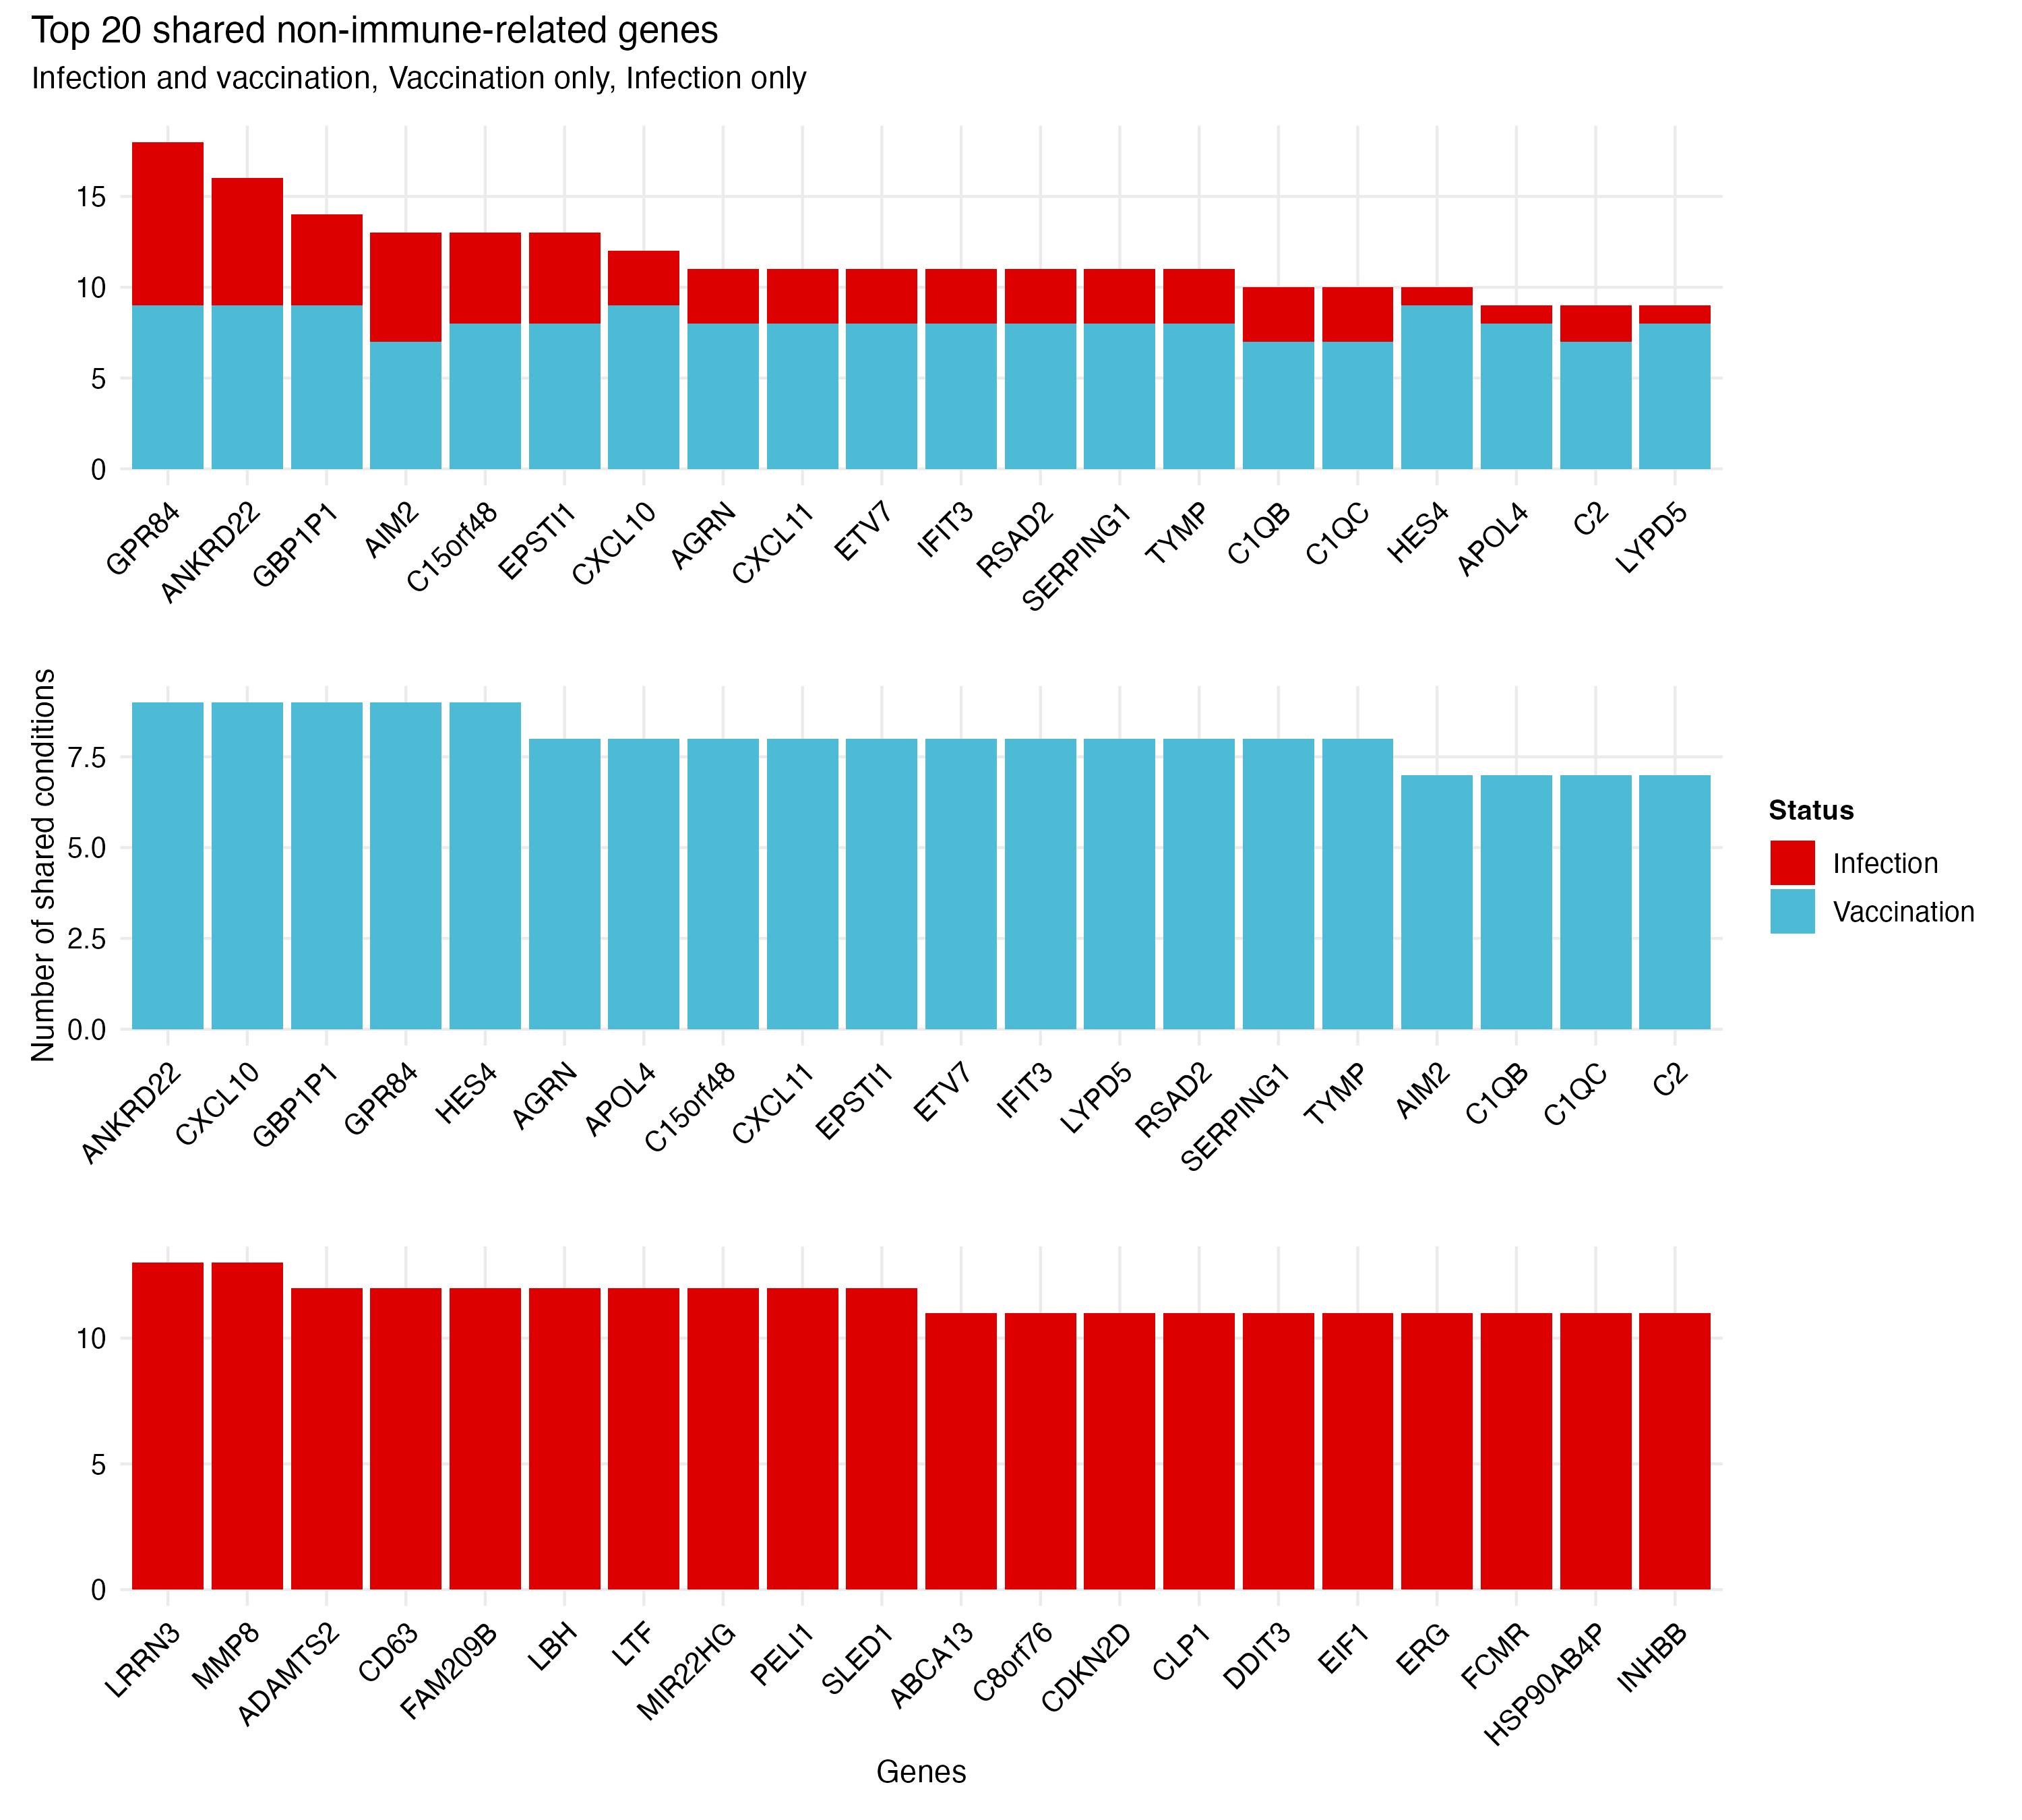 Top 20 shared non-immune-related genes
Infection and vaccination, Vaccination only, Infection only
15
10
5
0
GPR84
ANKRD22
GBP1P1
AIM2
C15orf48
EPSTI1
CXCL10
AGRN
CXCL11
ETV7
IFIT3
RSAD2
SERPING1
TYMP
C1QB
C1QC
HES4
APOL4
C2
LYPD5
Number of shared conditions
7.5
5.0
2.5
0.0
ANKRD22
CXCL10
GBP1P1
GPR84
HES4
AGRN
APOL4
C15orf48
CXCL11
EPSTI1
ETV7
IFIT3
LYPD5
RSAD2
SERPING1
TYMP
AIM2
C1QB
C1QC
C2
Status
Infection
Vaccination
10
5
0
LRRN3
MMP8
ADAMTS2
CD63
FAM209B
LBH
LTF
MIR22HG
PELI1
SLED1
ABCA13
C8orf76
CDKN2D
CLP1
DDIT3
EIF1
ERG
FCMR
HSP90AB4P
INHBB
Genes